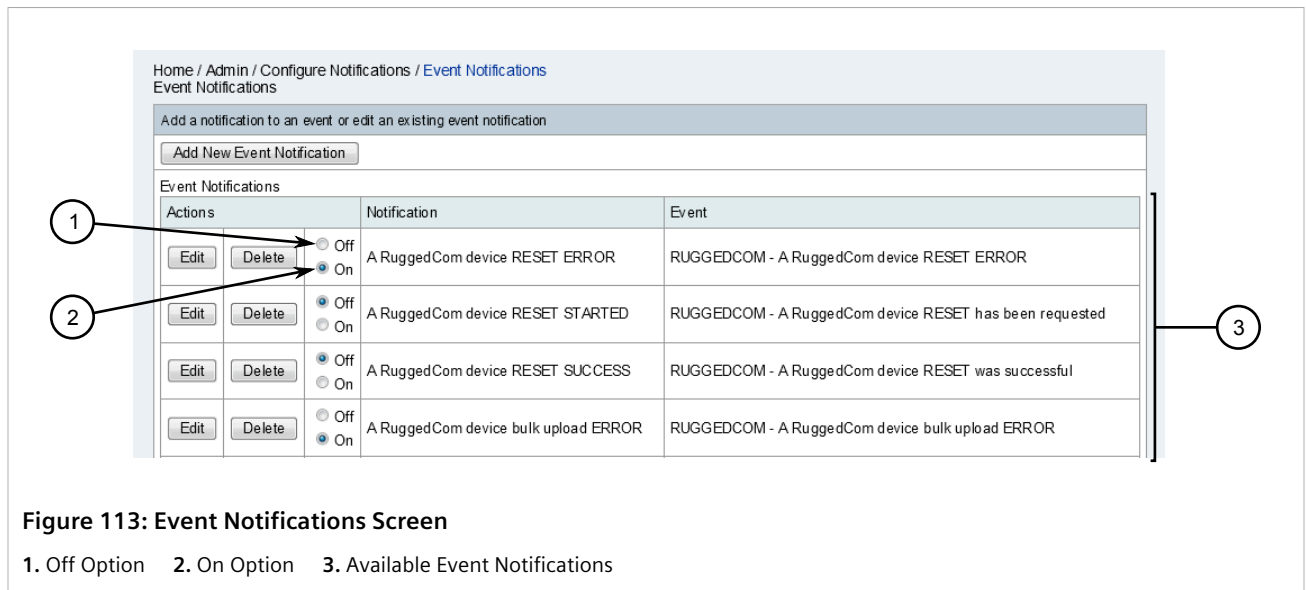 Home / Admin / Configure Notifications / Event Notifications
Event Notifications
Add a notification to an event or edit an existing event notification
Add New Event Notification
Event Notifications
Actions Notification Event
Edit Delete Off On A RuggedCom device RESET ERROR RUGGEDCOM - A RuggedCom device RESET ERROR
Edit Delete Off On A RuggedCom device RESET STARTED RUGGEDCOM - A RuggedCom device RESET has been requested
Edit Delete Off On A RuggedCom device RESET SUCCESS RUGGEDCOM - A RuggedCom device RESET was successful
Edit Delete Off On A RuggedCom device bulk upload ERROR RUGGEDCOM - A RuggedCom device bulk upload ERROR
1
2
3
Figure 113: Event Notifications Screen
1. Off Option 2. On Option 3. Available Event Notifications